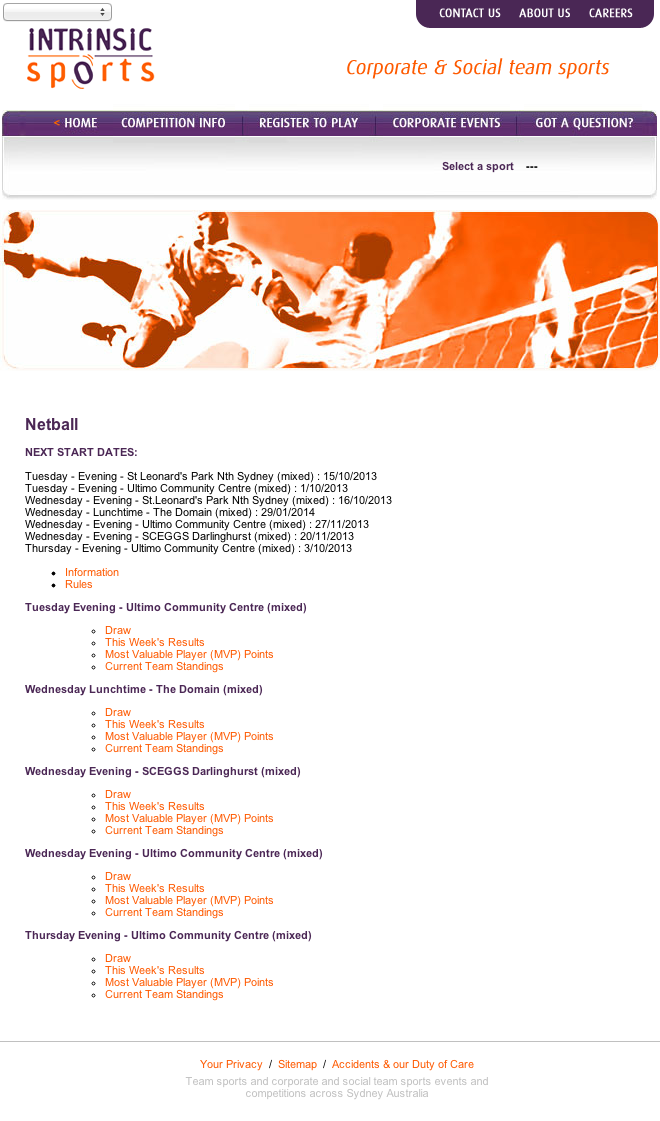 CONTACT US ABOUT US CAREERS
INTRINSIC
sports
Corporate & Social team sports
< HOME COMPETITION INFO REGISTER TO PLAY CORPORATE EVENTS GOT A QUESTION?
Select a sport ---
Netball
NEXT START DATES:
Tuesday - Evening - St Leonard's Park Nth Sydney (mixed) : 15/10/2013
Tuesday - Evening - Ultimo Community Centre (mixed) : 1/10/2013
Wednesday - Evening - St.Leonard's Park Nth Sydney (mixed) : 16/10/2013
Wednesday - Lunchtime - The Domain (mixed) : 29/01/2014
Wednesday - Evening - Ultimo Community Centre (mixed) : 27/11/2013
Wednesday - Evening - SCEGGS Darlinghurst (mixed) : 20/11/2013
Thursday - Evening - Ultimo Community Centre (mixed) : 3/10/2013
• Information
• Rules
Tuesday Evening - Ultimo Community Centre (mixed)
◦ Draw
◦ This Week's Results
◦ Most Valuable Player (MVP) Points
◦ Current Team Standings
Wednesday Lunchtime - The Domain (mixed)
◦ Draw
◦ This Week's Results
◦ Most Valuable Player (MVP) Points
◦ Current Team Standings
Wednesday Evening - SCEGGS Darlinghurst (mixed)
◦ Draw
◦ This Week's Results
◦ Most Valuable Player (MVP) Points
◦ Current Team Standings
Wednesday Evening - Ultimo Community Centre (mixed)
◦ Draw
◦ This Week's Results
◦ Most Valuable Player (MVP) Points
◦ Current Team Standings
Thursday Evening - Ultimo Community Centre (mixed)
◦ Draw
◦ This Week's Results
◦ Most Valuable Player (MVP) Points
◦ Current Team Standings
Your Privacy / Sitemap / Accidents & our Duty of Care
Team sports and corporate and social team sports events and
competitions across Sydney Australia